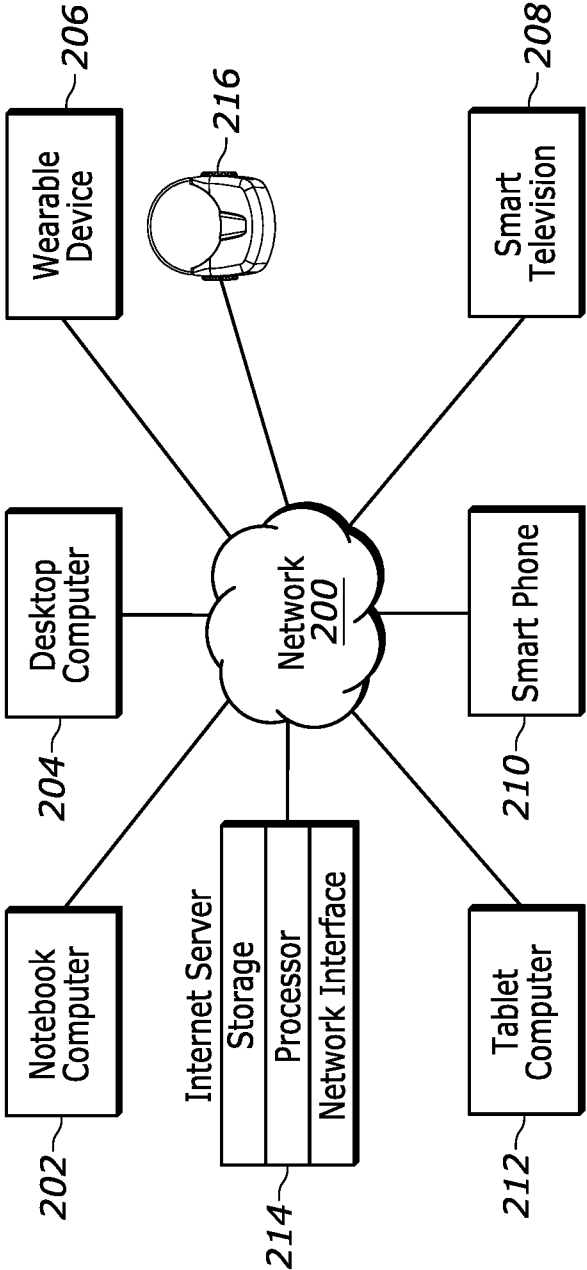 202
Notebook
Computer
204
Desktop
Computer
206
Wearable
Device
Internet Server
Storage
Processor
Network Interface
214
Network
200
216
212
Tablet
Computer
210
Smart Phone
208
Smart
Television